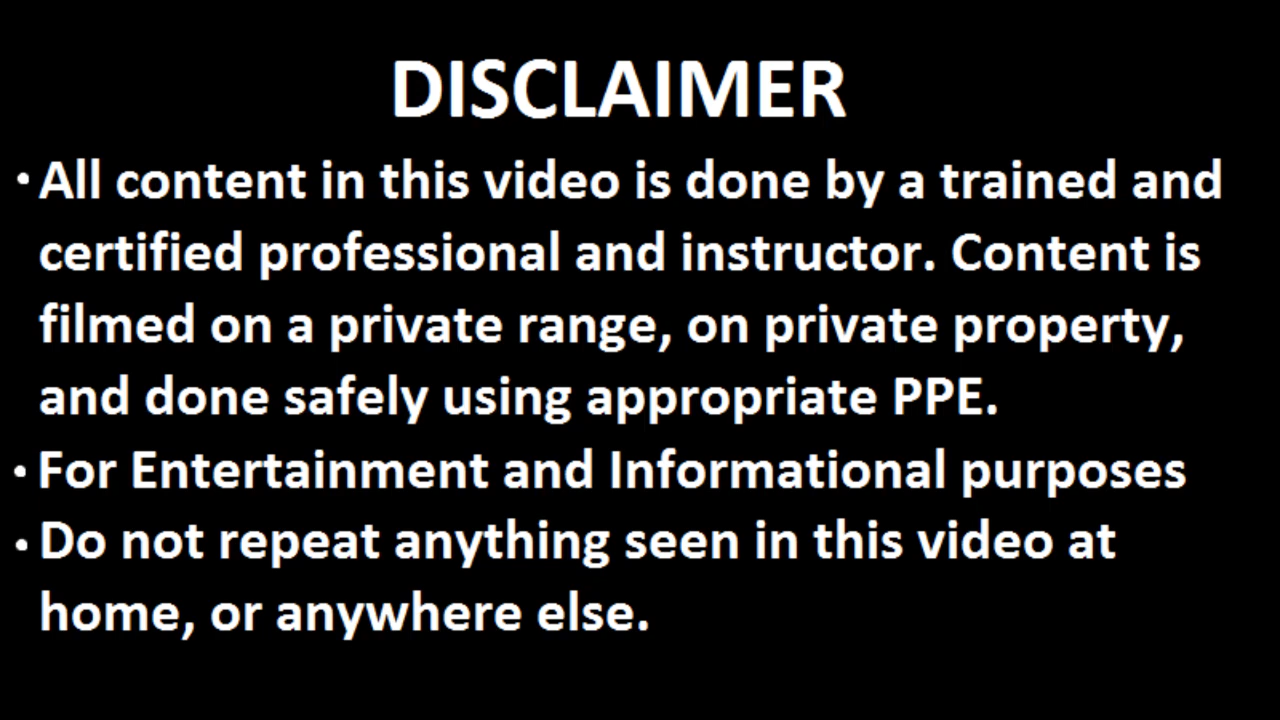 DISCLAIMER
• All content in this video is done by a trained and
certified professional and instructor. Content is
filmed on a private range, on private property,
and done safely using appropriate PPE.
• For Entertainment and Informational purposes
• Do not repeat anything seen in this video at
home, or anywhere else.